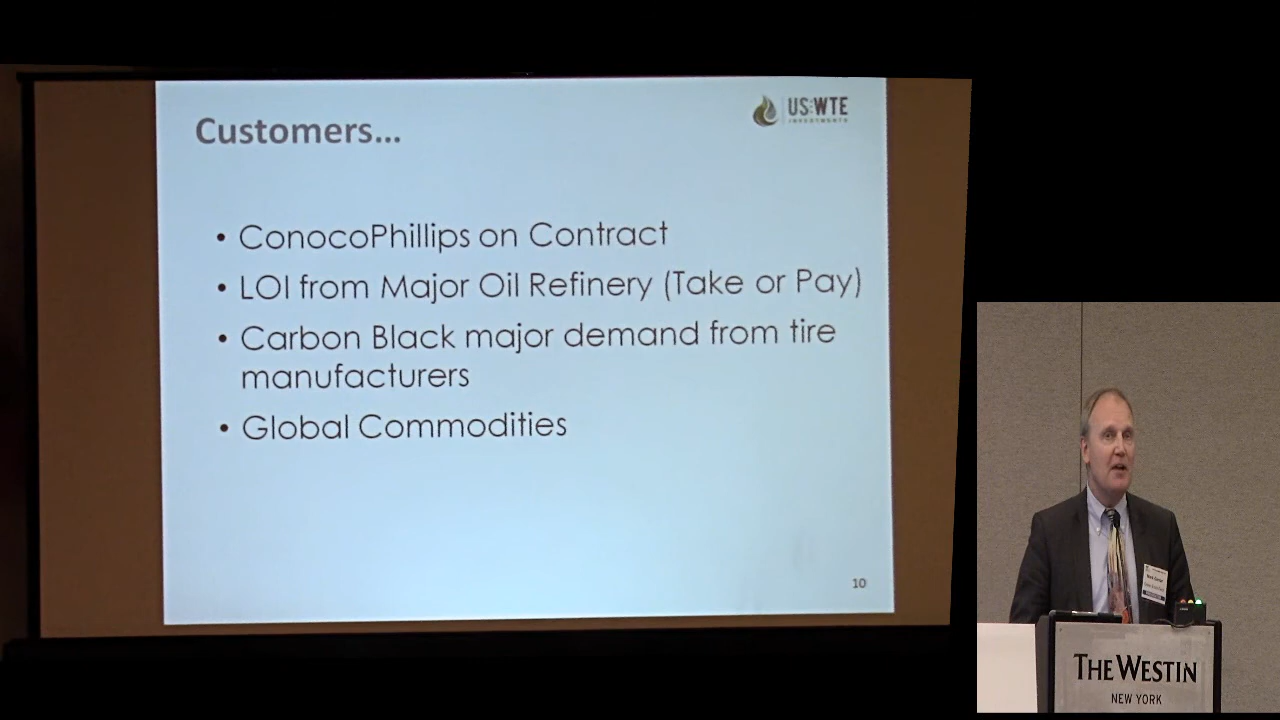 Customers...
US:WTE
INVESTMENTS
• ConocoPhillips on Contract
• LOI from Major Oil Refinery (Take or Pay)
• Carbon Black major demand from tire
manufacturers
• Global Commodities
10
THE WESTIN
NEW YORK